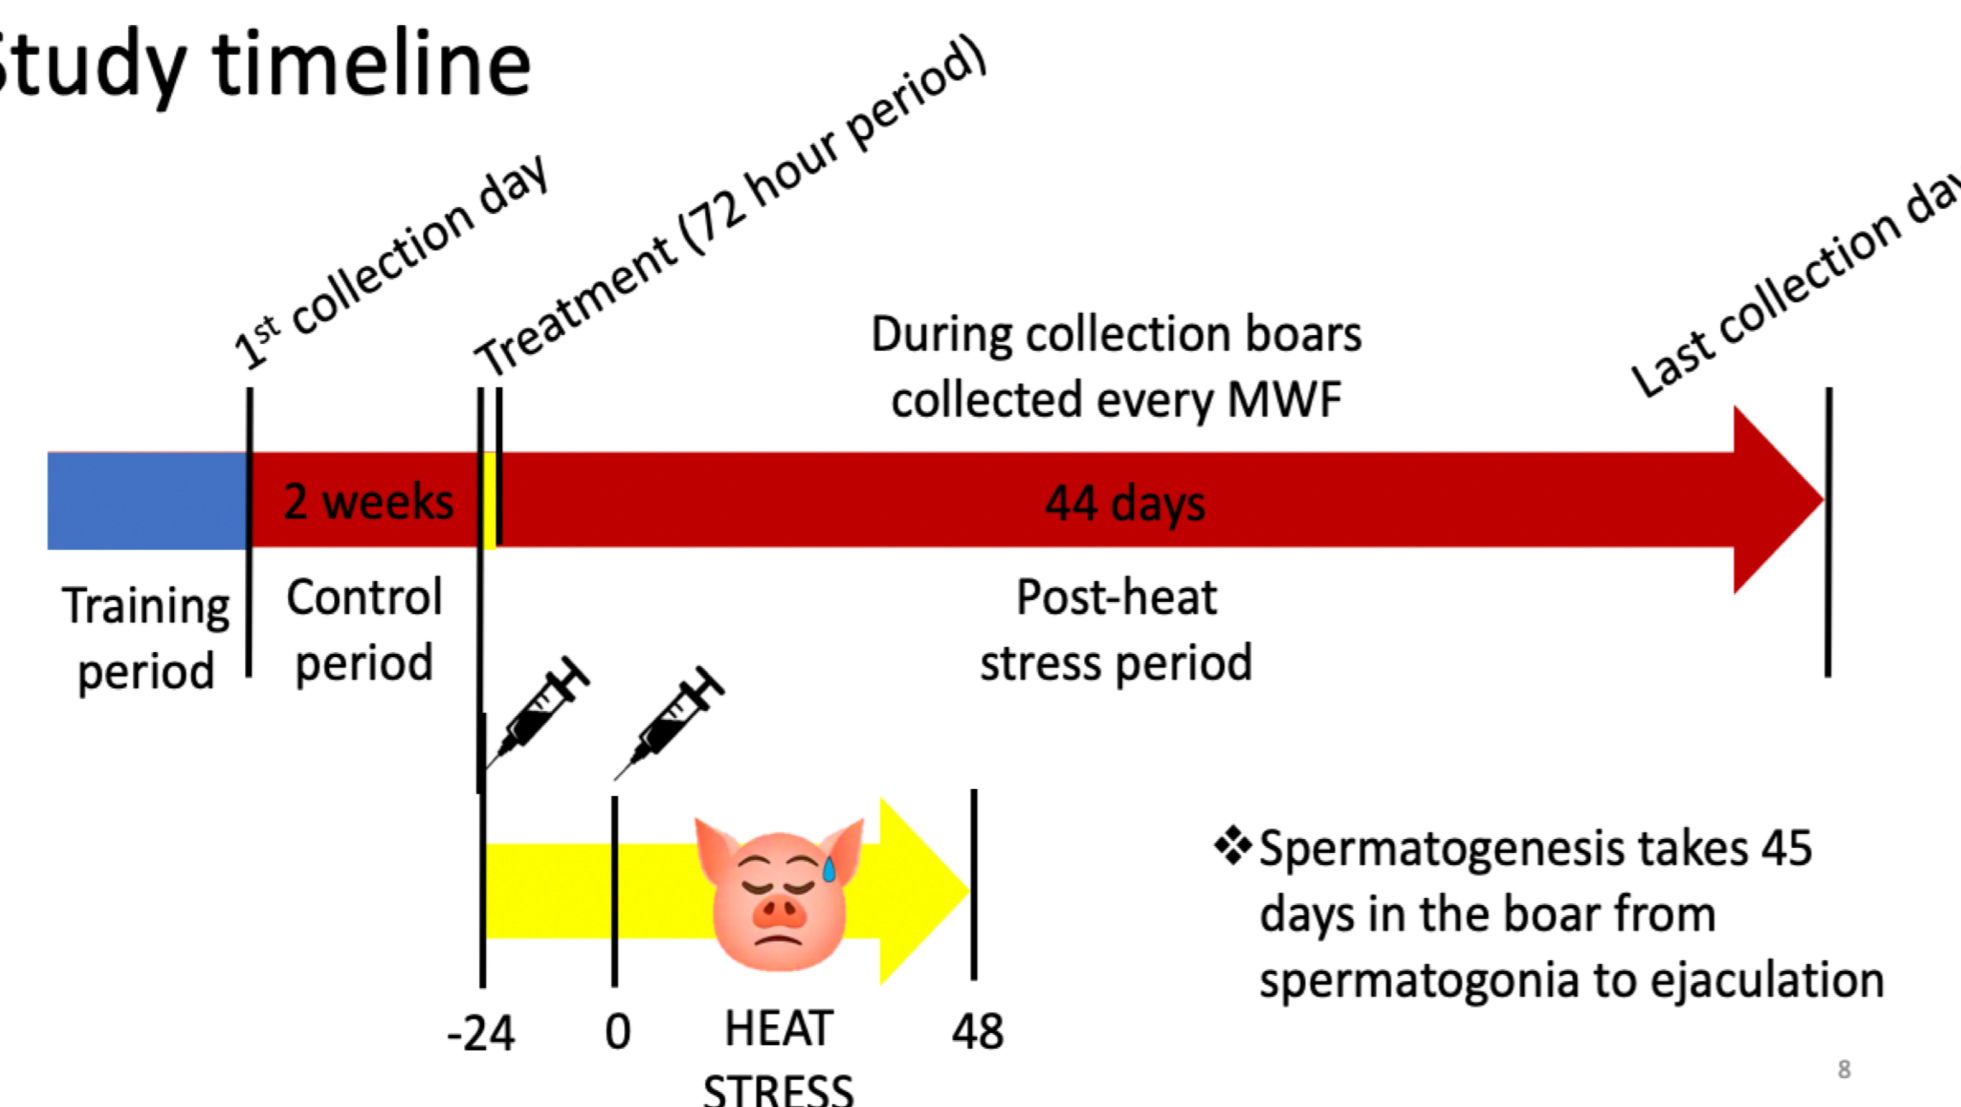 Study timeline
1st collection day
Treatment (72 hour period)
Last collection day
During collection boars
collected every MWF
2 weeks
44 days
Training
period
Control
period
Post-heat
stress period
❖Spermatogenesis takes 45
days in the boar from
spermatogonia to ejaculation
-24
0
HEAT
STRESS
48
8